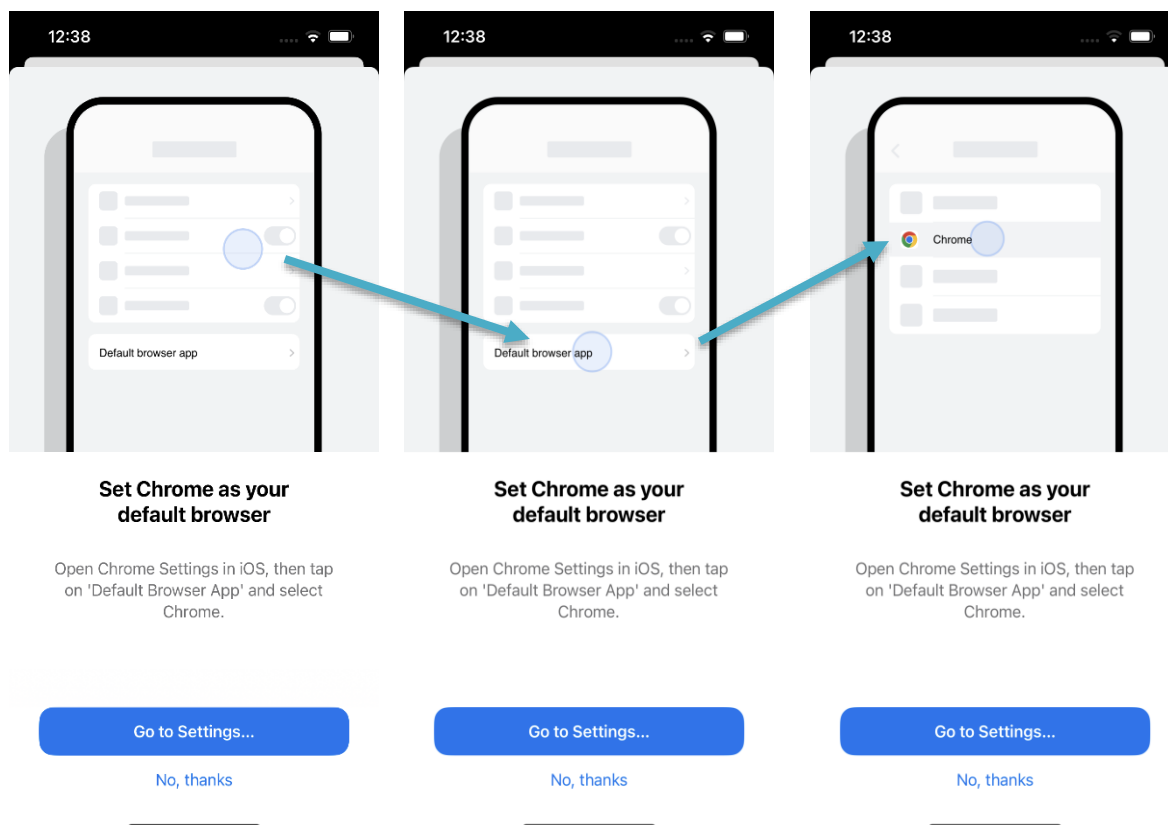 12:38
Default browser app
Set Chrome as your
default browser
Open Chrome Settings in iOS, then tap
on 'Default Browser App' and select
Chrome.
Go to Settings...
No, thanks
12:38
Default browser app
Set Chrome as your
default browser
Open Chrome Settings in iOS, then tap
on 'Default Browser App' and select
Chrome.
Go to Settings...
No, thanks
12:38
Chrome
Set Chrome as your
default browser
Open Chrome Settings in iOS, then tap
on 'Default Browser App' and select
Chrome.
Go to Settings...
No, thanks